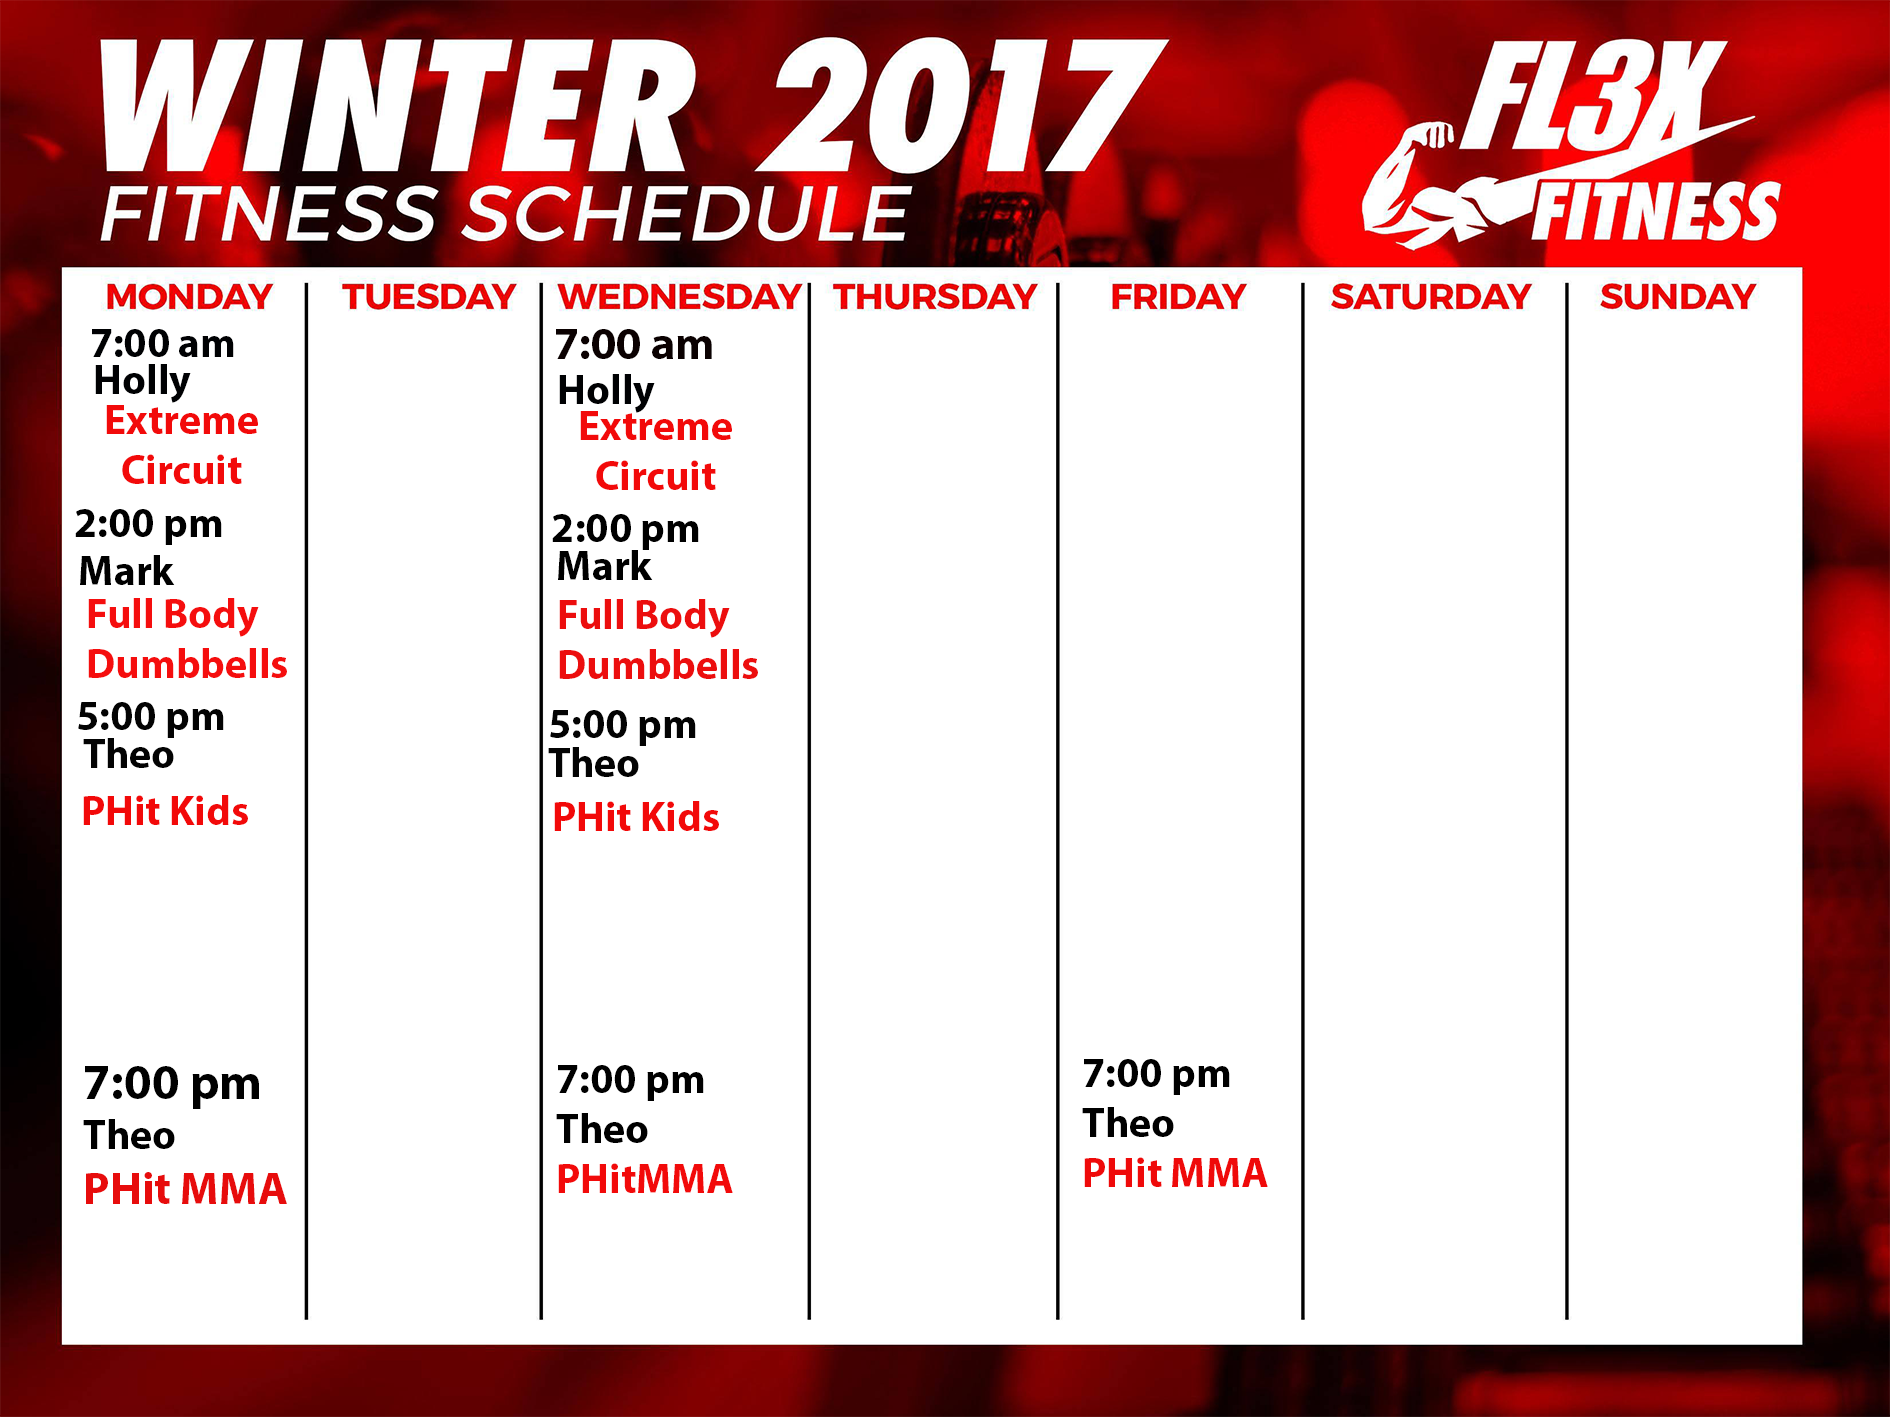 WINTER 2017
FITNESS SCHEDULE
FL3X
FITNESS
MONDAY
7:00 am
Holly
Extreme
Circuit
2:00 pm
Mark
Full Body
Dumbbells
5:00 pm
Theo
PHit Kids
7:00 pm
Theo
PHit MMA
TUESDAY
WEDNESDAY
7:00 am
Holly
Extreme
Circuit
2:00 pm
Mark
Full Body
Dumbbells
5:00 pm
Theo
PHit Kids
7:00 pm
Theo
PHitMMA
THURSDAY
FRIDAY
7:00 pm
Theo
PHit MMA
SATURDAY
SUNDAY